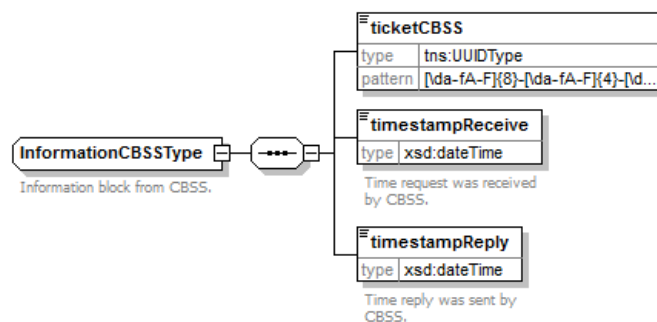 ticketCBSS
type tns:UUIDType
pattern [\da-fA-F]{8}-[\da-fA-F]{4}-[\d...
InformationCBSSType
Information block from CBSS.
timestampReceive
type xsd:dateTime
Time request was received
by CBSS.
timestampReply
type xsd:dateTime
Time reply was sent by
CBSS.